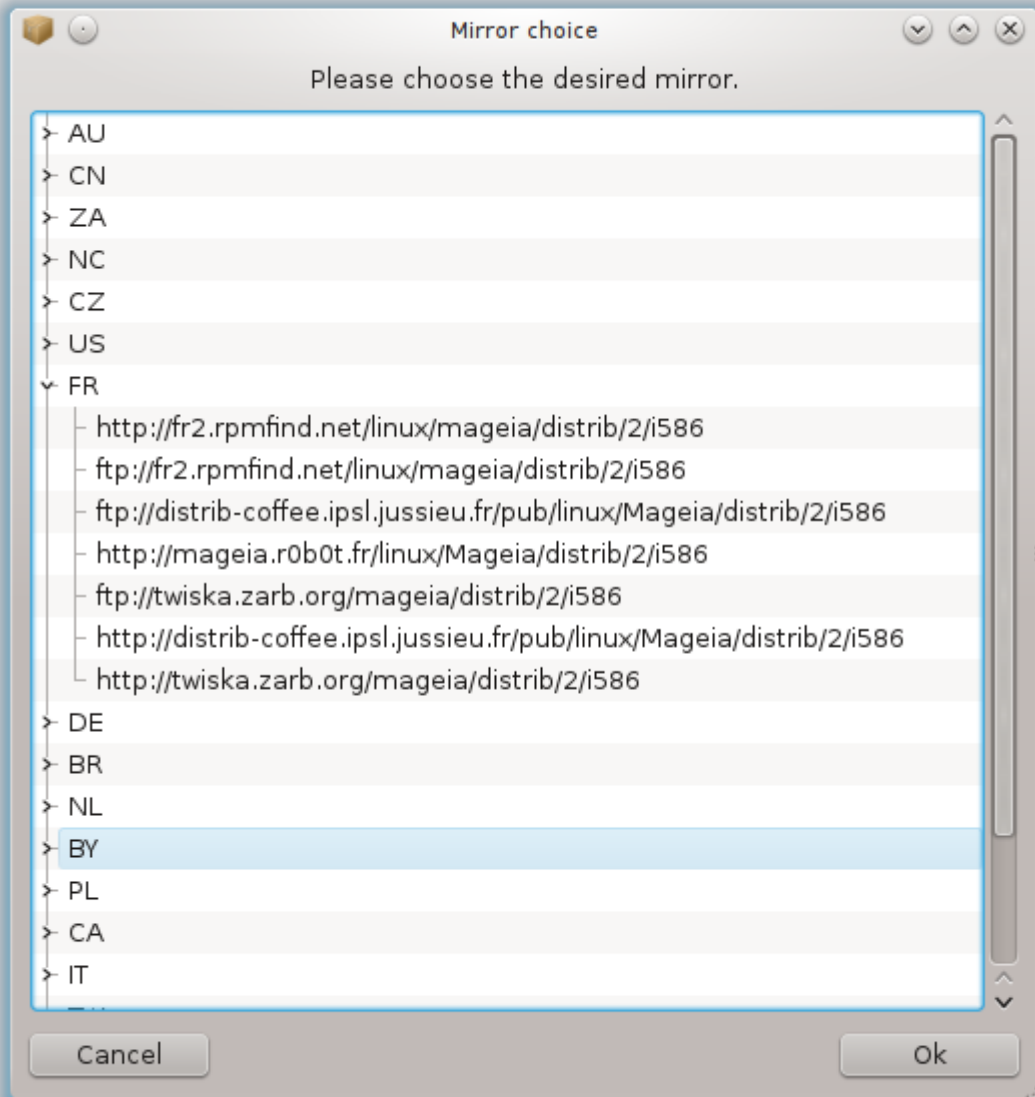 Mirror choice
Please choose the desired mirror.
AU
CN
ZA
NC
CZ
US
FR
http://fr2.rpmfind.net/linux/mageia/distrib/2/i586
ftp://fr2.rpmfind.net/linux/mageia/distrib/2/i586
ftp://distrib-coffee.ipsl.jussieu.fr/pub/linux/Mageia/distrib/2/i586
http://mageia.r0b0t.fr/linux/Mageia/distrib/2/i586
ftp://twiska.zarb.org/mageia/distrib/2/i586
http://distrib-coffee.ipsl.jussieu.fr/pub/linux/Mageia/distrib/2/i586
http://twiska.zarb.org/mageia/distrib/2/i586
DE
BR
NL
BY
PL
CA
IT
Cancel Ok